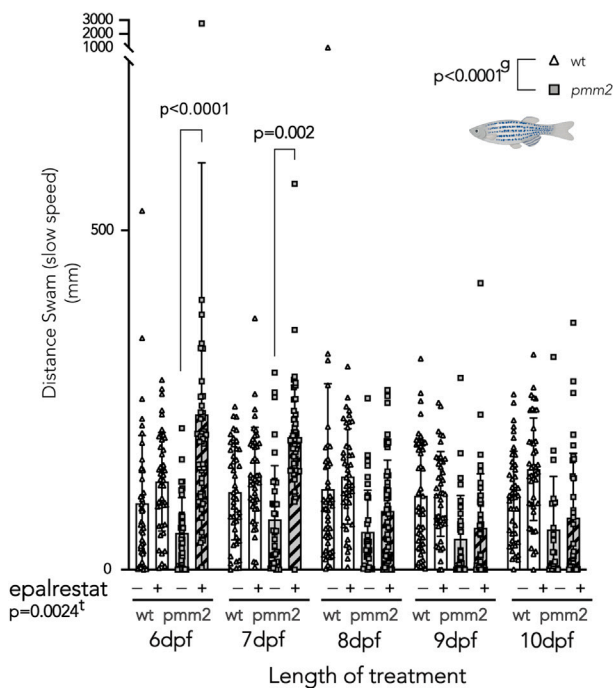 3000
2000
1000
g
wt
p<0.0001
pmm2
p<0.0001
p=0.002
Distance Swam (slow speed)
(mm)
500
0
epalrestat − + − + − + − + − + − + − + − + − + − +
p=0.0024t
wt pmm2 wt pmm2 wt pmm2 wt pmm2 wt pmm2
6dpf 7dpf 8dpf 9dpf 10dpf
Length of treatment